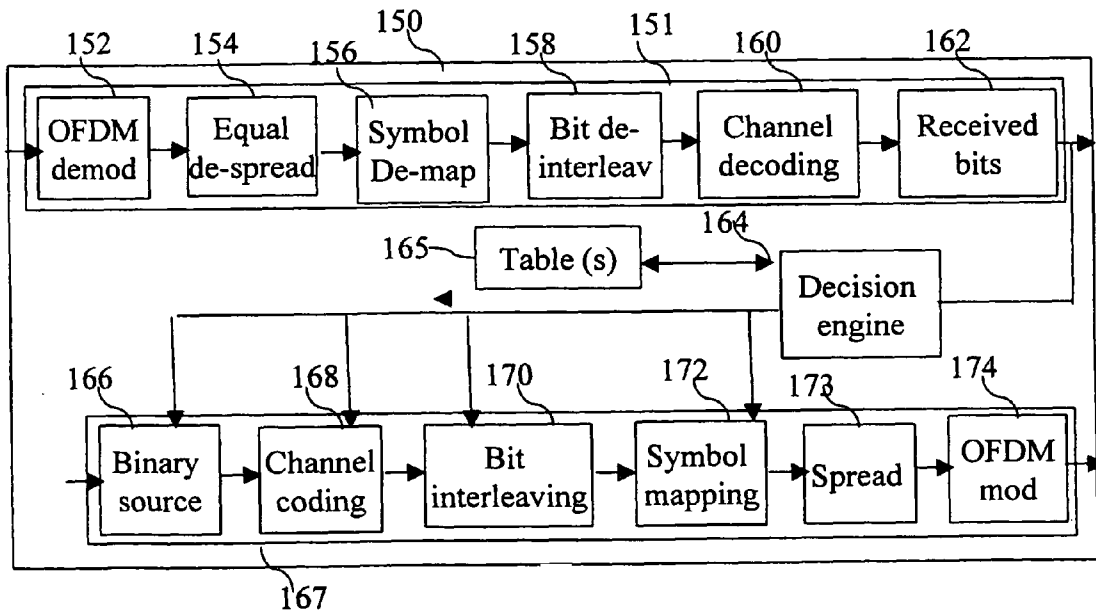 150
151
152
154
156
158
160
162
OFDM
demod
Equal
de-spread
Symbol
De-map
Bit de-
interleav
Channel
decoding
Received
bits
165
Table (s)
164
Decision
engine
166
168
170
172
173
174
Binary
source
Channel
coding
Bit
interleaving
Symbol
mapping
Spread
OFDM
mod
167